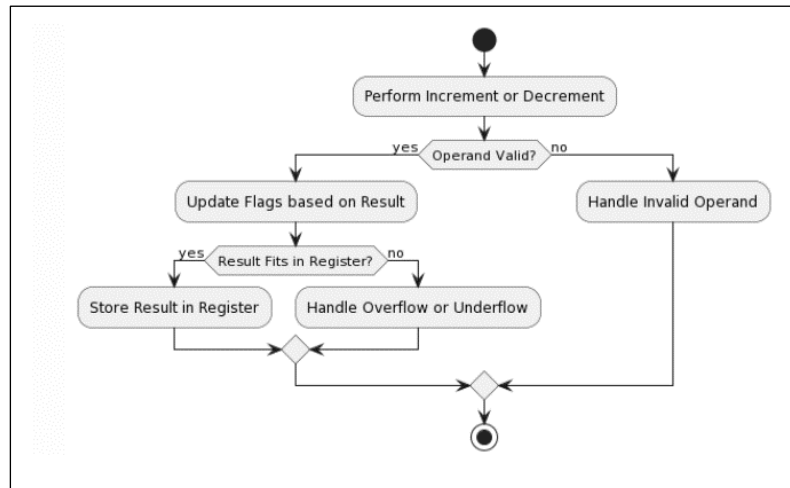 Perform Increment or Decrement
yes
Operand Valid?
no
Update Flags based on Result
Handle Invalid Operand
yes
Result Fits in Register?
no
Store Result in Register
Handle Overflow or Underflow